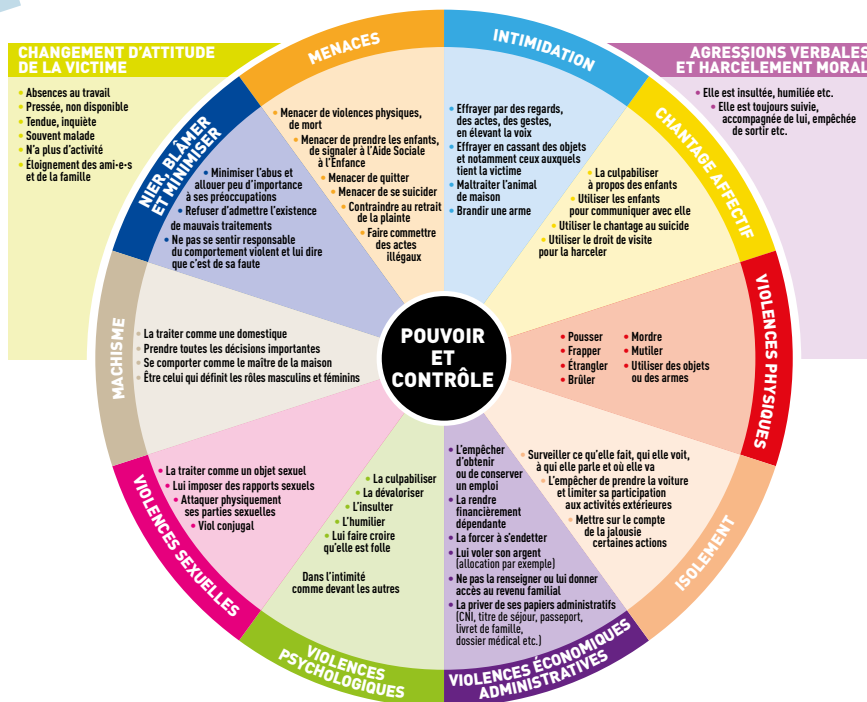 CHANGEMENT D'ATTITUDE
DE LA VICTIME
• Absences au travail
• Pressée, non disponible
• Tendue, inquiète
• Souvent malade
• N'a plus d'activité
• Éloignement des ami-e-s
et de la famille
MENACES
• Menacer de violences physiques,
de mort
• Menacer de prendre les enfants,
de signaler à l'Aide Sociale
à l'Enfance
• Menacer de quitter
• Menacer de se suicider
• Contraindre au retrait
de la plainte
• Faire commettre
des actes
illégaux
INTIMIDATION
• Effrayer par des regards,
des actes, des gestes,
en élevant la voix
• Effrayer en cassant des objets
et notamment ceux auxquels
tient la victime
• Maltraiter l'animal
de maison
• Brandir une arme
AGRESSIONS VERBALES
ET HARCÈLEMENT MORAL
• Elle est insultée, humiliée etc.
• Elle est toujours suivie,
accompagnée de lui, empêchée
de sortir etc.
CHANTAGE AFFECTIF
• La culpabiliser
à propos des enfants
• Utiliser les enfants
pour communiquer avec elle
• Utiliser le chantage au suicide
• Utiliser le droit de visite
pour la harceler
VIOLENCES PHYSIQUES
• Pousser
• Frapper
• Étrangler
• Brûler
• Mordre
• Mutiler
• Utiliser des objets
ou des armes
ISOLEMENT
• Surveiller ce qu'elle fait, qui elle voit,
à qui elle parle et où elle va
• L'empêcher de prendre la voiture
et limiter sa participation
aux activités extérieures
• Mettre sur le compte
de la jalousie
certaines actions
VIOLENCES ÉCONOMIQUES
ADMINISTRATIVES
• L'empêcher
d'obtenir
ou de conserver
un emploi
• La rendre
financièrement
dépendante
• La forcer à s'endetter
• Lui voler son argent
(allocation par exemple)
• Ne pas la renseigner ou lui donner
accès au revenu familial
• La priver de ses papiers administratifs
(CNI, titre de séjour, passeport,
livret de famille,
dossier médical etc.)
VIOLENCES
PSYCHOLOGIQUES
• La culpabiliser
• La dévaloriser
• L'insulter
• L'humilier
• Lui faire croire
qu'elle est folle
Dans l'intimité
comme devant les autres
VIOLENCES SEXUELLES
• La traiter comme un objet sexuel
• Lui imposer des rapports sexuels
• Attaquer physiquement
ses parties sexuelles
• Viol conjugal
MACHISME
• La traiter comme une domestique
• Prendre toutes les décisions importantes
• Se comporter comme le maître de la maison
• Être celui qui définit les rôles masculins et féminins
NIER, BLÂMER
ET MINIMISER
• Minimiser l'abus et
allouer peu d'importance
à ses préoccupations
• Refuser d'admettre l'existence
de mauvais traitements
• Ne pas se sentir responsable
du comportement violent et lui dire
que c'est de sa faute
POUVOIR
ET
CONTRÔLE